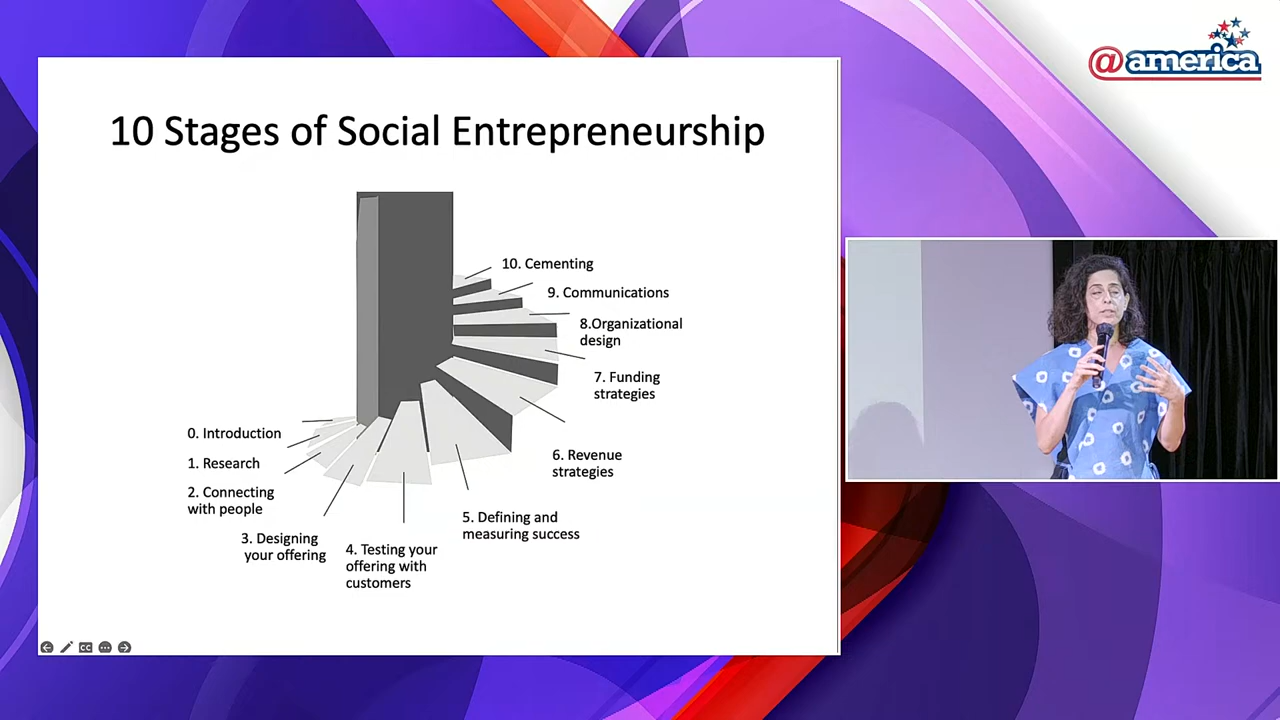 @america
10 Stages of Social Entrepreneurship
10. Cementing
9. Communications
8.Organizational
design
7. Funding
strategies
6. Revenue
strategies
5. Defining and
measuring success
4. Testing your
offering with
customers
3. Designing
your offering
2. Connecting
with people
1. Research
0. Introduction
CC